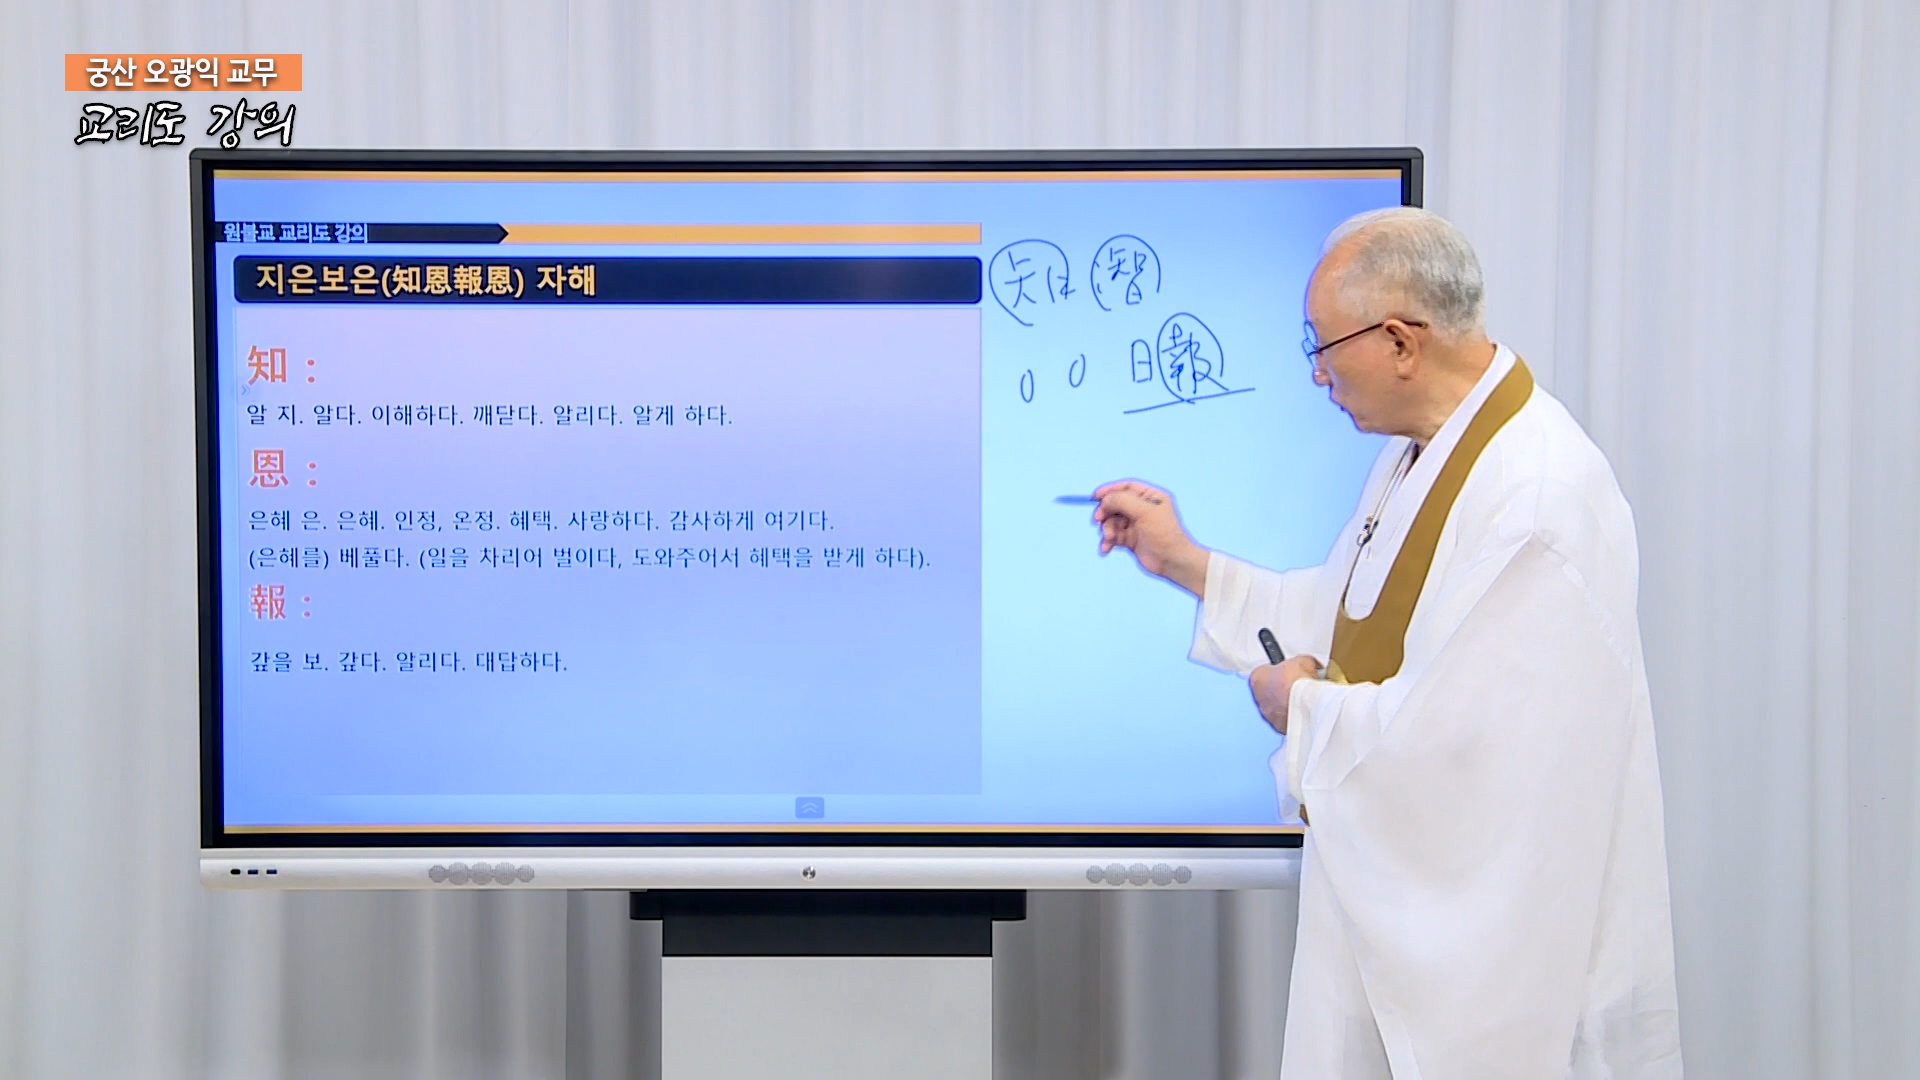 궁산 오광익 교무
교리도 강의
원불교 교리도 강의
지은보은(知恩報恩) 자해
知 :
알 지. 알다. 이해하다. 깨닫다. 알리다. 알게 하다.
恩 :
은혜 은. 은혜. 인정, 온정. 혜택. 사랑하다. 감사하게 여기다.
(은혜를) 베풀다. (일을 차리어 벌이다, 도와주어서 혜택을 받게 하다).
報 :
갚을 보. 갚다. 알리다. 대답하다.
知 智
00 日報